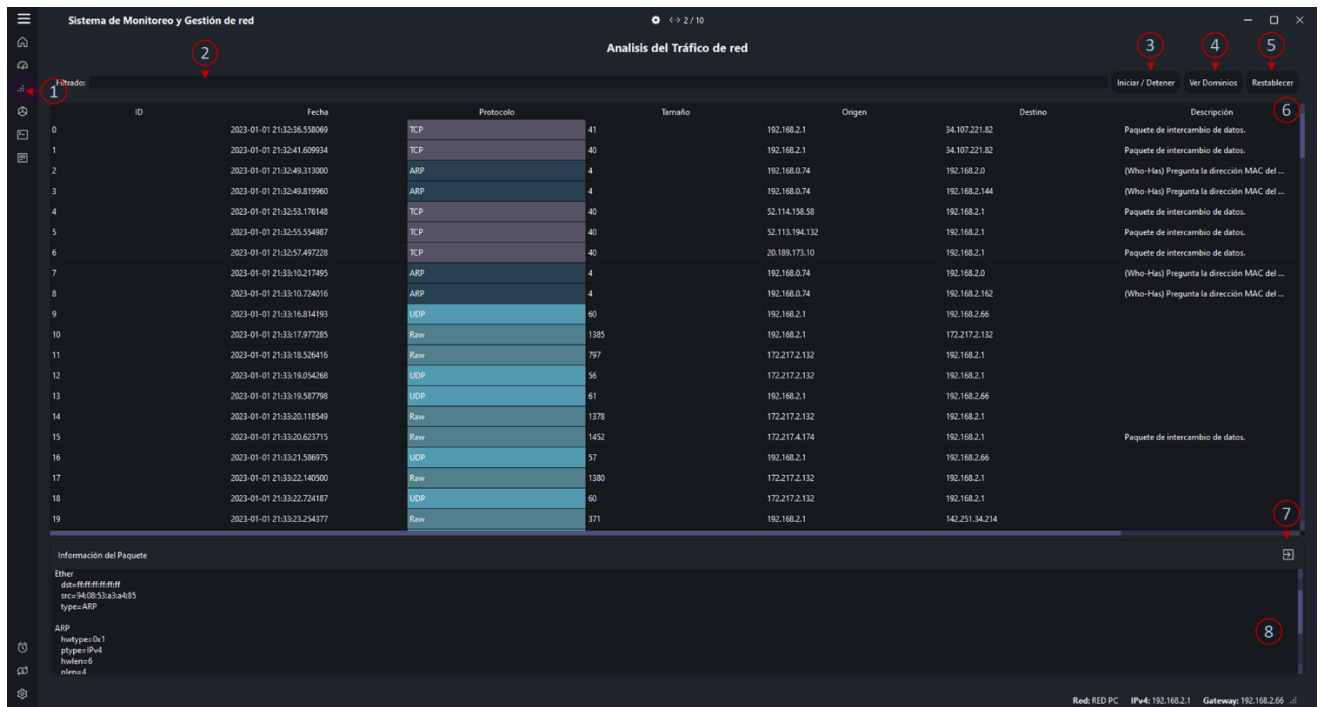 Sistema de Monitoreo y Gestión de red <··> 2 / 10
Analisis del Tráfico de red
2 3 4 5
Filtrado: Iniciar / Detener Ver Dominios Restablecer
1
6
ID Fecha Protocolo Tamaño Origen Destino Descripción
0 2023-01-01 21:32:36.558069 TCP 41 192.168.2.1 34.107.221.82 Paquete de intercambio de datos.
1 2023-01-01 21:32:41.609934 TCP 40 192.168.2.1 34.107.221.82 Paquete de intercambio de datos.
2 2023-01-01 21:32:49.313000 ARP 4 192.168.0.74 192.168.2.0 (Who-Has) Pregunta la dirección MAC del ...
3 2023-01-01 21:32:49.819960 ARP 4 192.168.0.74 192.168.2.144 (Who-Has) Pregunta la dirección MAC del ...
4 2023-01-01 21:32:53.176148 TCP 40 52.114.158.58 192.168.2.1 Paquete de intercambio de datos.
5 2023-01-01 21:32:55.554987 TCP 40 52.113.194.132 192.168.2.1 Paquete de intercambio de datos.
6 2023-01-01 21:32:57.497228 TCP 40 20.189.173.10 192.168.2.1 Paquete de intercambio de datos.
7 2023-01-01 21:33:10.217495 ARP 4 192.168.0.74 192.168.2.0 (Who-Has) Pregunta la dirección MAC del ...
8 2023-01-01 21:33:10.724016 ARP 4 192.168.0.74 192.168.2.162 (Who-Has) Pregunta la dirección MAC del ...
9 2023-01-01 21:33:16.814193 UDP 60 192.168.2.1 192.168.2.66
10 2023-01-01 21:33:17.977285 Raw 1385 192.168.2.1 172.217.2.132
11 2023-01-01 21:33:18.526416 Raw 797 172.217.2.132 192.168.2.1
12 2023-01-01 21:33:19.054268 UDP 56 172.217.2.132 192.168.2.1
13 2023-01-01 21:33:19.587798 UDP 61 192.168.2.1 192.168.2.66
14 2023-01-01 21:33:20.118549 Raw 1378 172.217.2.132 192.168.2.1
15 2023-01-01 21:33:20.623715 Raw 1452 172.217.4.174 192.168.2.1 Paquete de intercambio de datos.
16 2023-01-01 21:33:21.586975 UDP 57 192.168.2.1 192.168.2.66
17 2023-01-01 21:33:22.140500 Raw 1380 172.217.2.132 192.168.2.1
18 2023-01-01 21:33:22.724187 UDP 60 172.217.2.132 192.168.2.1
19 2023-01-01 21:33:23.254377 Raw 371 192.168.2.1 142.251.34.214
7
Información del Paquete
Ether
dst=ff:ff:ff:ff:ff:ff
src=94:08:53:a3:a4:85
type=ARP
ARP
hwtype=0x1
ptype=IPv4
hwlen=6
plen=4
8
Red: RED PC IPv4: 192.168.2.1 Gateway: 192.168.2.66